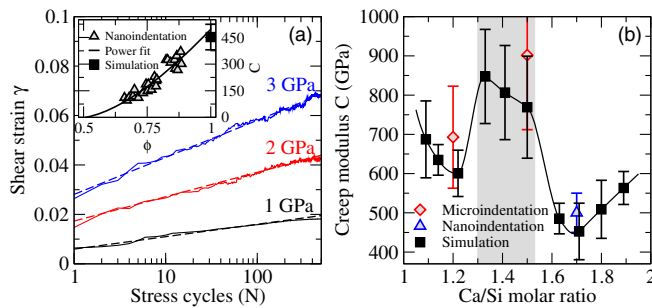 (a)
Nanoindentation
Power fit
Simulation
450
300
150
0
C
0.5
0.75
1
ϕ
3 GPa
2 GPa
1 GPa
0.1
0.08
0.06
0.04
0.02
0
Shear strain γ
1
10
100
Stress cycles (N)
(b)
1000
900
800
700
600
500
400
Creep modulus C (GPa)
Microindentation
Nanoindentation
Simulation
1
1.2
1.4
1.6
1.8
2
Ca/Si molar ratio